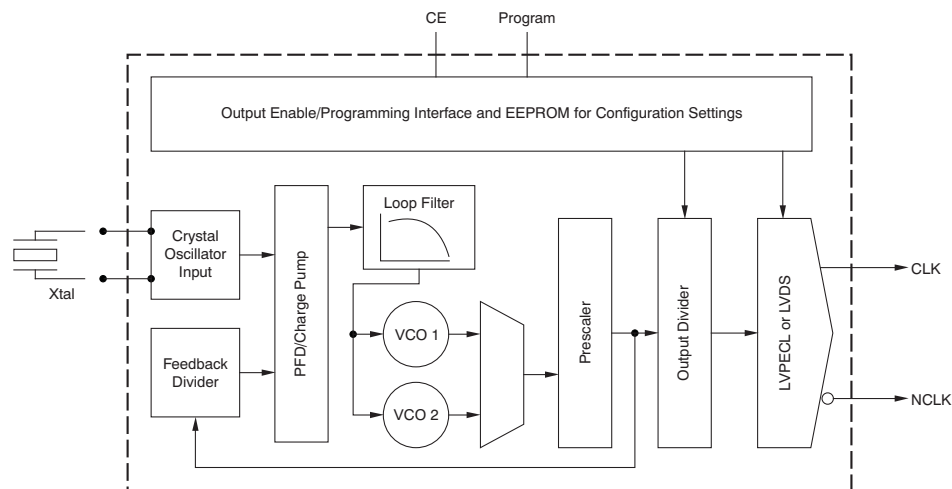 CE
Program
Output Enable/Programming Interface and EEPROM for Configuration Settings
Loop Filter
Crystal
Oscillator
Input
Xtal
PFD/Charge Pump
Feedback
Divider
VCO 1
VCO 2
Prescaler
Output Divider
LVPECL or LVDS
CLK
NCLK